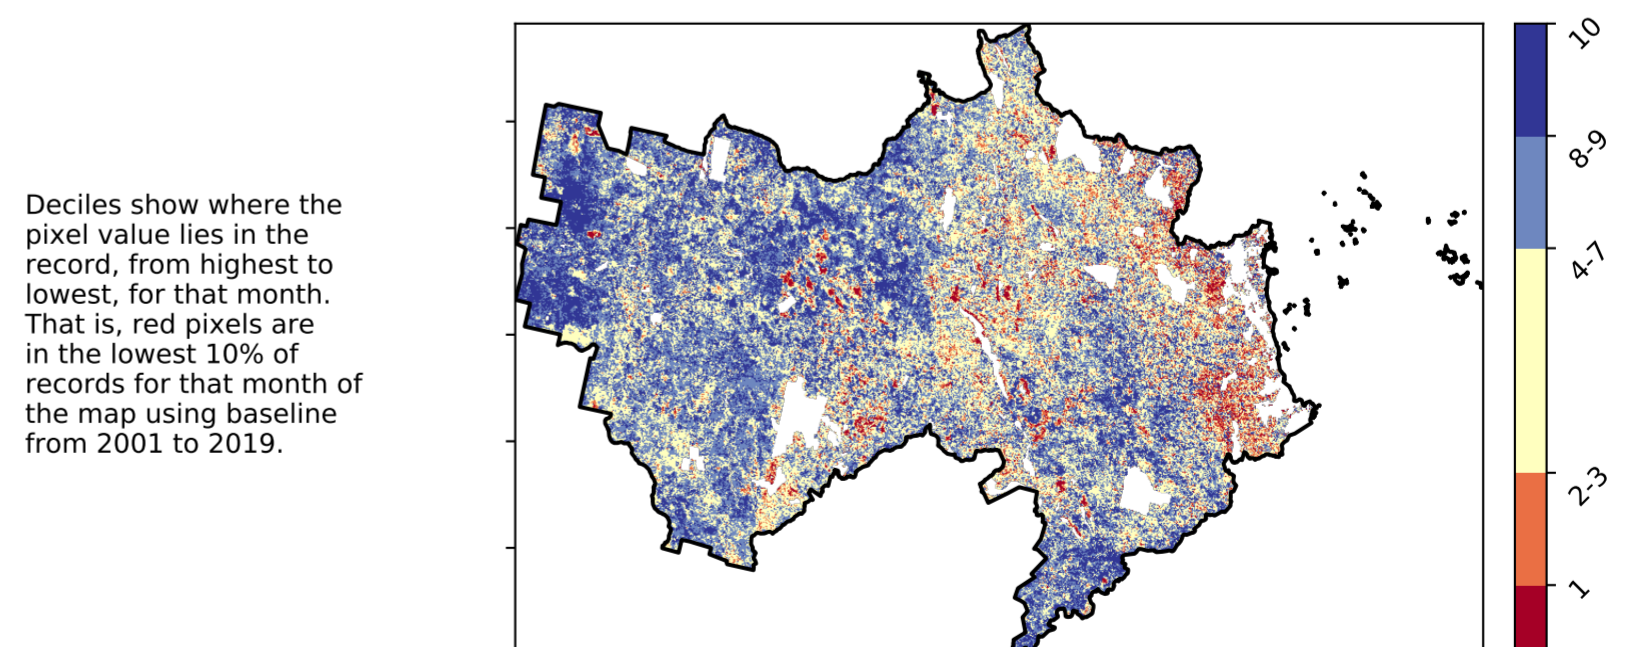 Deciles show where the
pixel value lies in the
record, from highest to
lowest, for that month.
That is, red pixels are
in the lowest 10% of
records for that month of
the map using baseline
from 2001 to 2019.
10
8-9
4-7
2-3
1